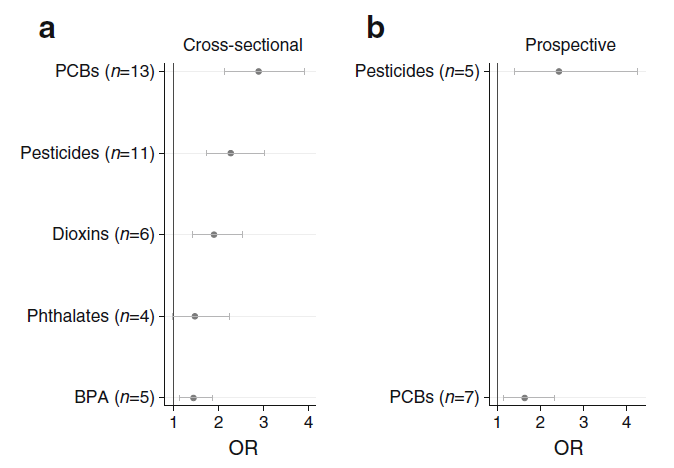 a
Cross-sectional
PCBs (n=13)
Pesticides (n=11)
Dioxins (n=6)
Phthalates (n=4)
BPA (n=5)
1 2 3 4
OR
b
Prospective
Pesticides (n=5)
PCBs (n=7)
1 2 3 4
OR